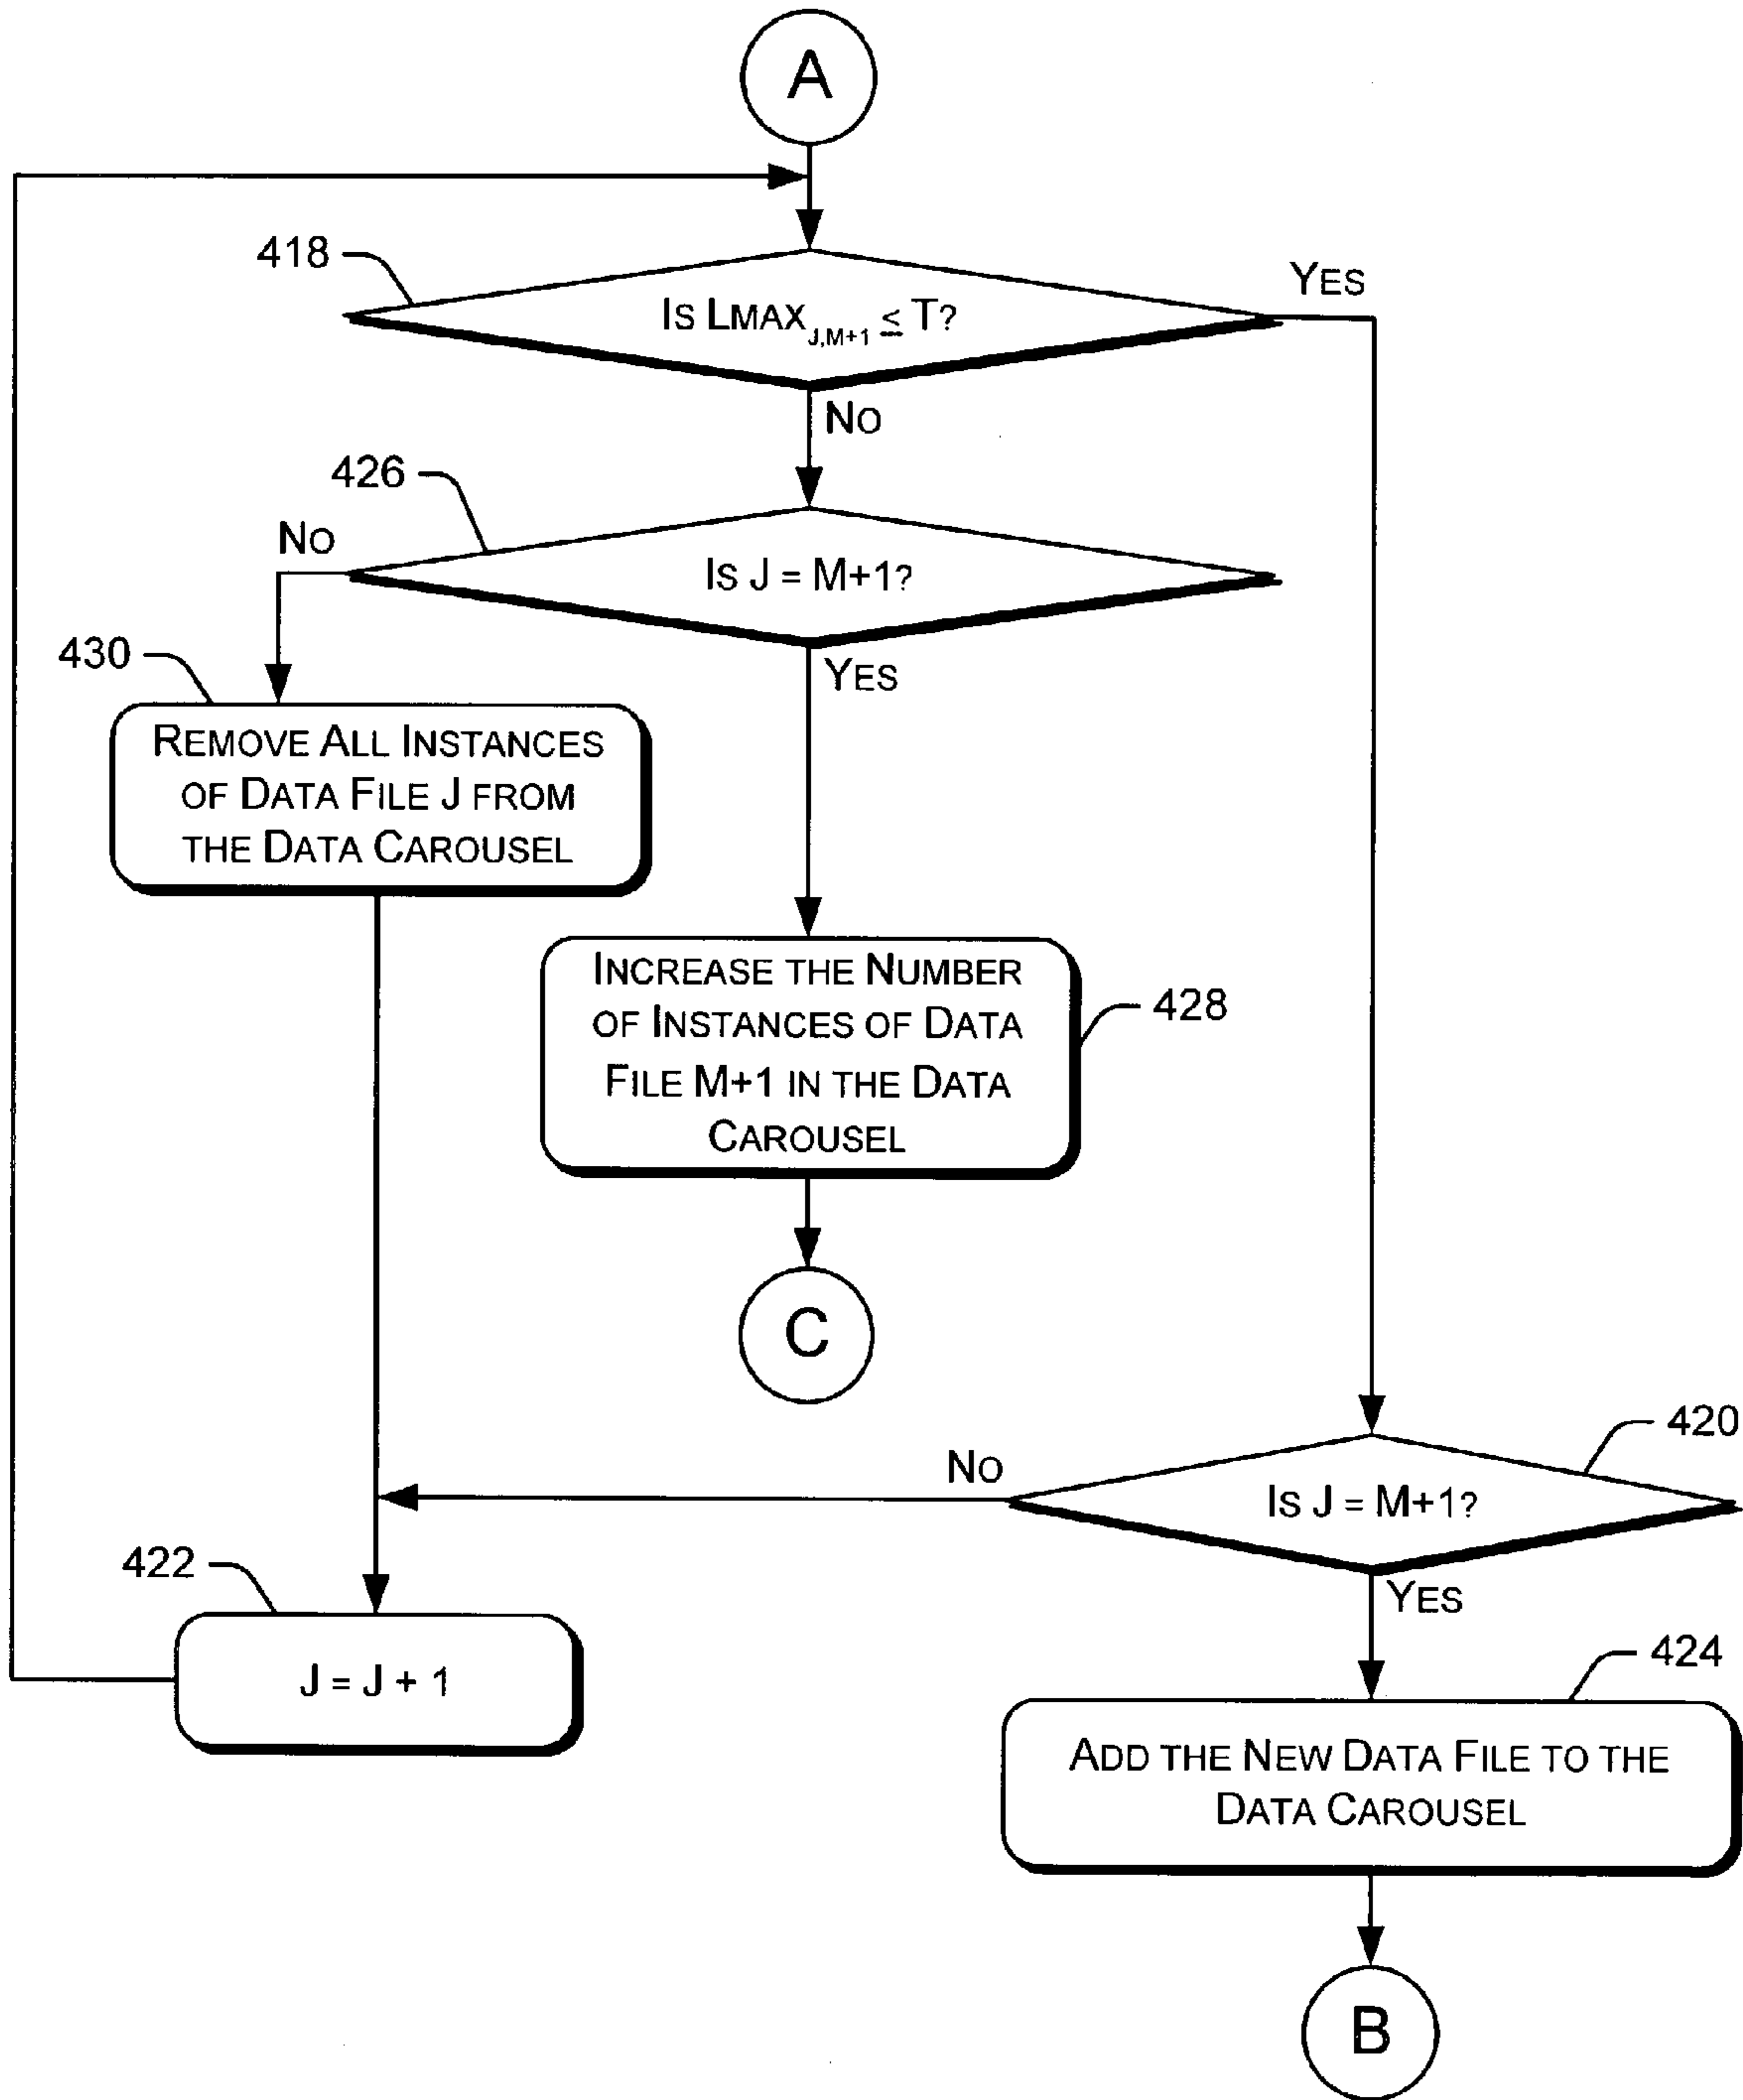 A
418
Is LMAX J,M+1 ≤ T?
YES
NO
426
NO
Is J = M+1?
430
YES
REMOVE ALL INSTANCES
OF DATA FILE J FROM
THE DATA CAROUSEL
INCREASE THE NUMBER
OF INSTANCES OF DATA
FILE M+1 IN THE DATA
CAROUSEL
428
C
420
NO
Is J = M+1?
422
YES
J = J + 1
424
ADD THE NEW DATA FILE TO THE
DATA CAROUSEL
B